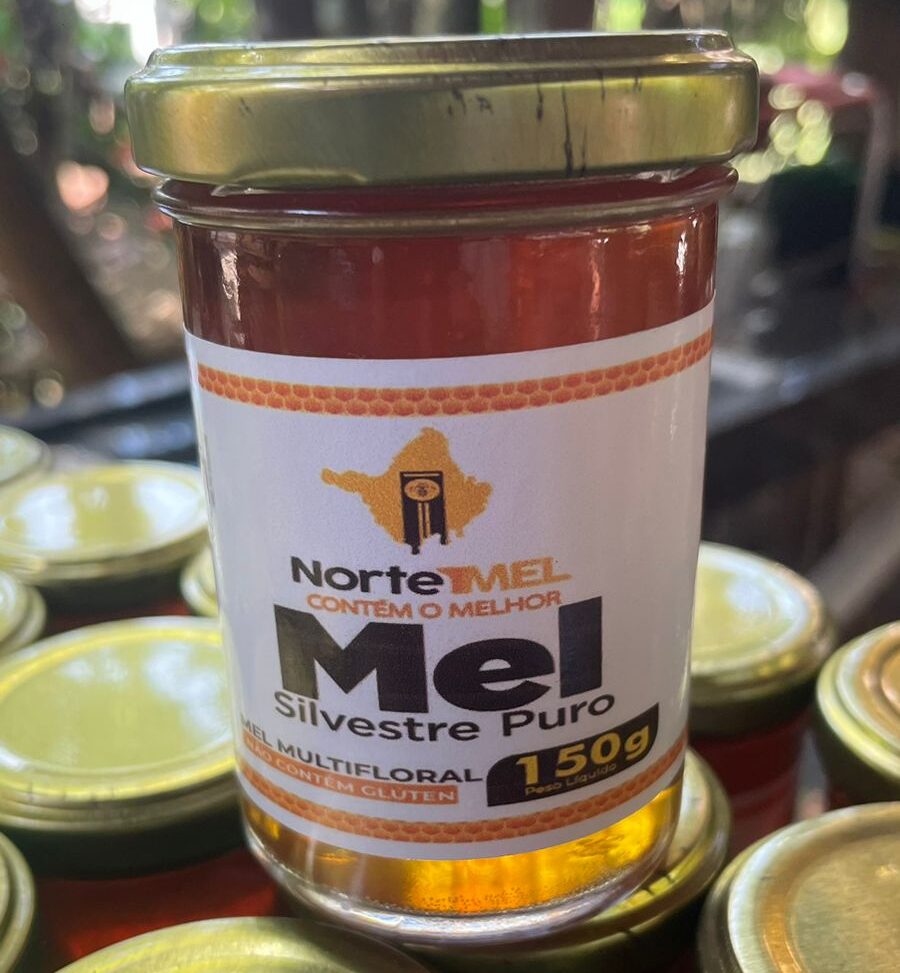 NorteMEL
CONTÉM O MELHOR
Mel
Silvestre Puro
MEL MULTIFLORAL
NÃO CONTÉM GLUTEN
150g
Peso Líquido